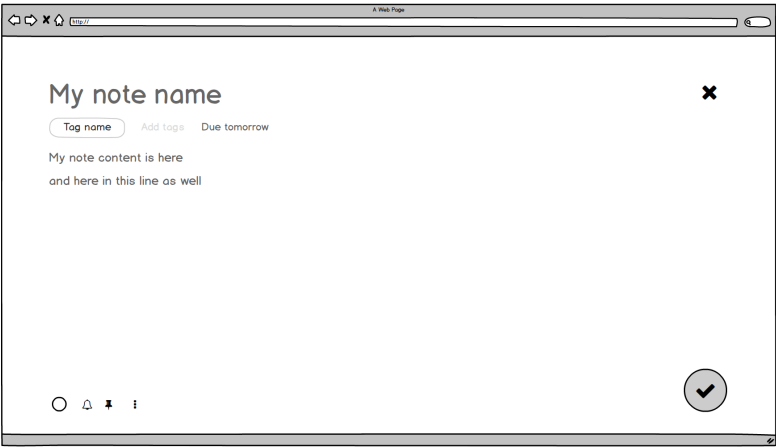 A Web Page
http://
My note name
Tag name Add tags Due tomorrow
My note content is here
and here in this line as well